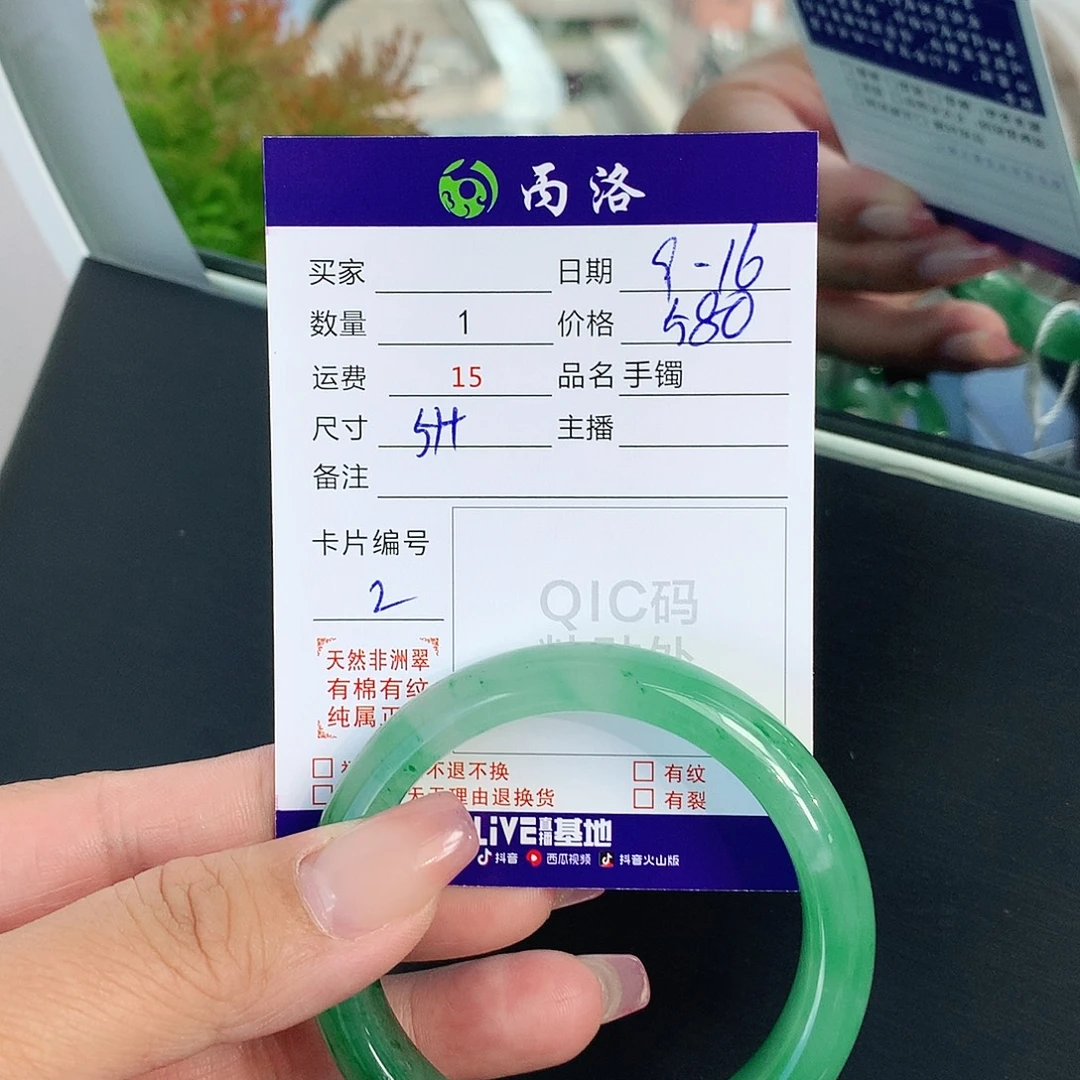 丙洛
买家 日期 9-16
数量 1 价格 580
运费 15 品名 手镯
尺寸 5H 主播
备注
卡片编号
2
QIC码
天然非洲翠
有棉有纹
纯属正
不退不换 有纹
天无理由退换货 有裂
LiVE直播基地
抖音 西瓜视频 抖音火山版